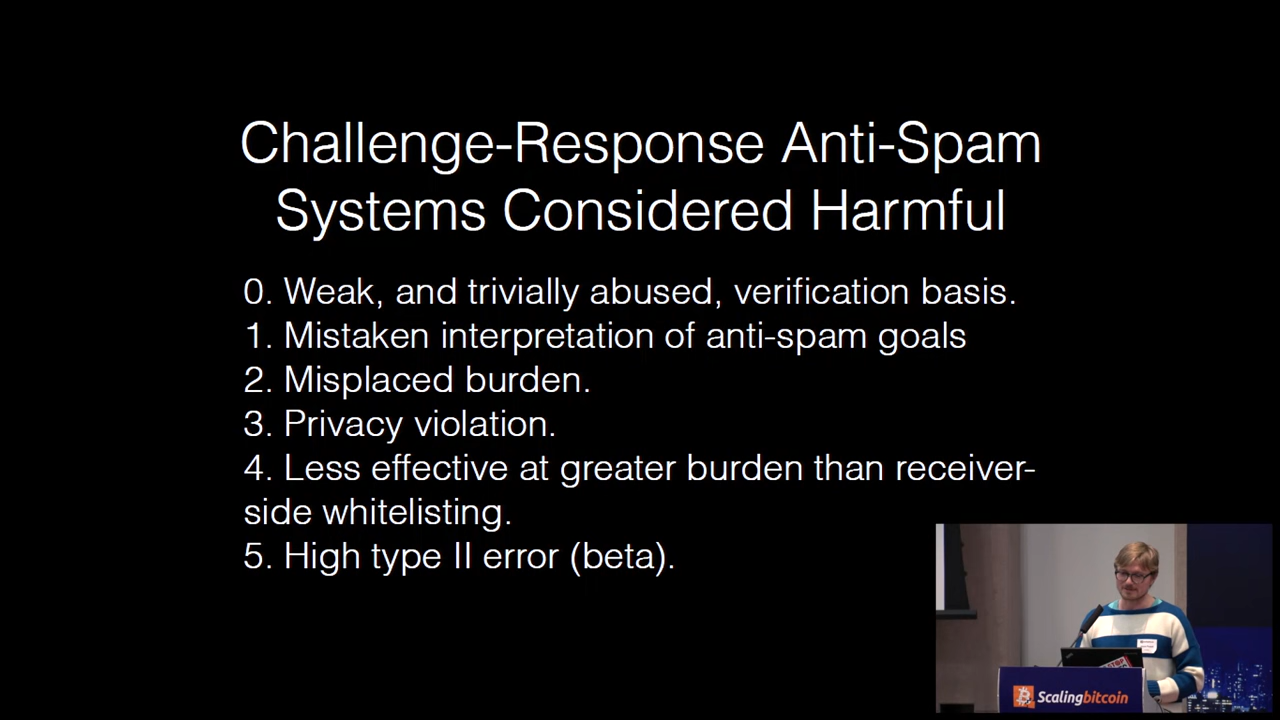 Challenge-Response Anti-Spam
Systems Considered Harmful
0. Weak, and trivially abused, verification basis.
1. Mistaken interpretation of anti-spam goals
2. Misplaced burden.
3. Privacy violation.
4. Less effective at greater burden than receiver-
side whitelisting.
5. High type II error (beta).
Scalingbitcoin